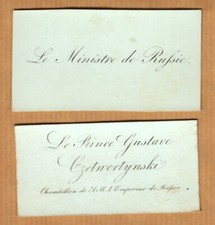 Le Ministre de Russie.
Le Prince Gustave
Czetwertynski
Chambellan de S. M. l'Empereur de Russie.